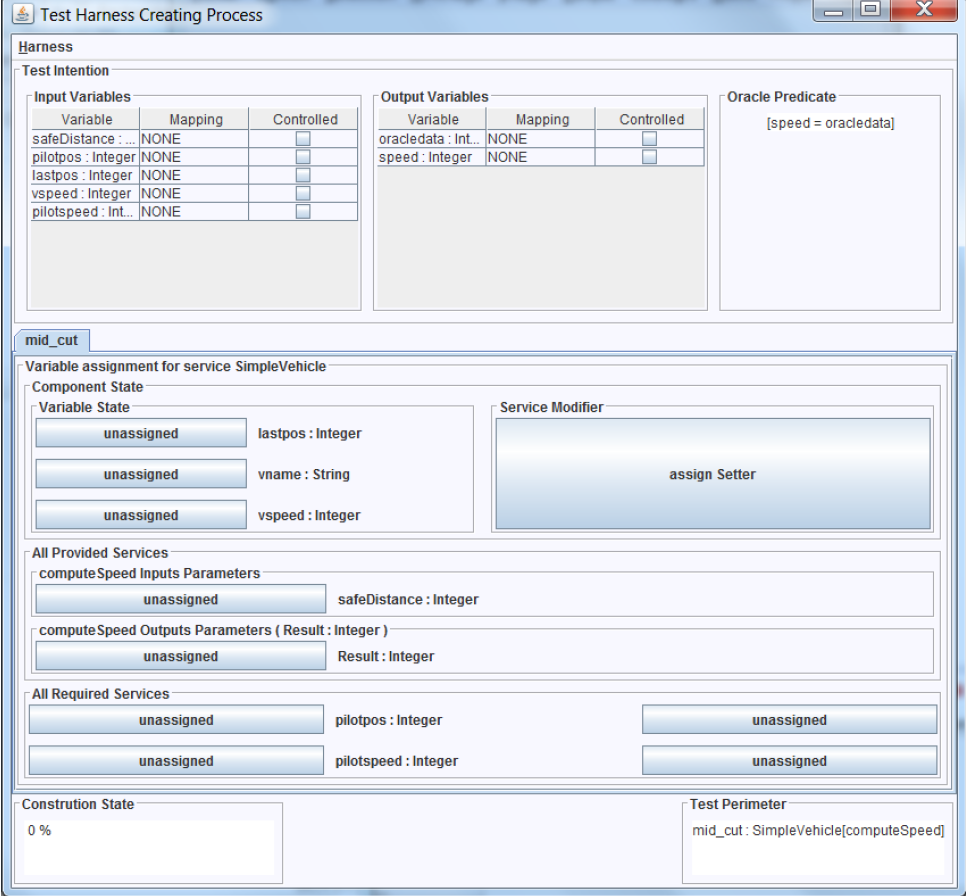 Test Harness Creating Process
Harness
Test Intention
Input Variables
Variable Mapping Controlled
safeDistance : ... NONE
pilotpos : Integer NONE
lastpos : Integer NONE
vspeed : Integer NONE
pilotspeed : Int... NONE
Output Variables
Variable Mapping Controlled
oracledata : Int... NONE
speed : Integer NONE
Oracle Predicate
[speed = oracledata]
mid_cut
Variable assignment for service SimpleVehicle
Component State
Variable State
unassigned lastpos : Integer
unassigned vname : String
unassigned vspeed : Integer
Service Modifier
assign Setter
All Provided Services
computeSpeed Inputs Parameters
unassigned safeDistance : Integer
computeSpeed Outputs Parameters ( Result : Integer )
unassigned Result : Integer
All Required Services
unassigned pilotpos : Integer unassigned
unassigned pilotspeed : Integer unassigned
Constrution State
0 %
Test Perimeter
mid_cut : SimpleVehicle[computeSpeed]